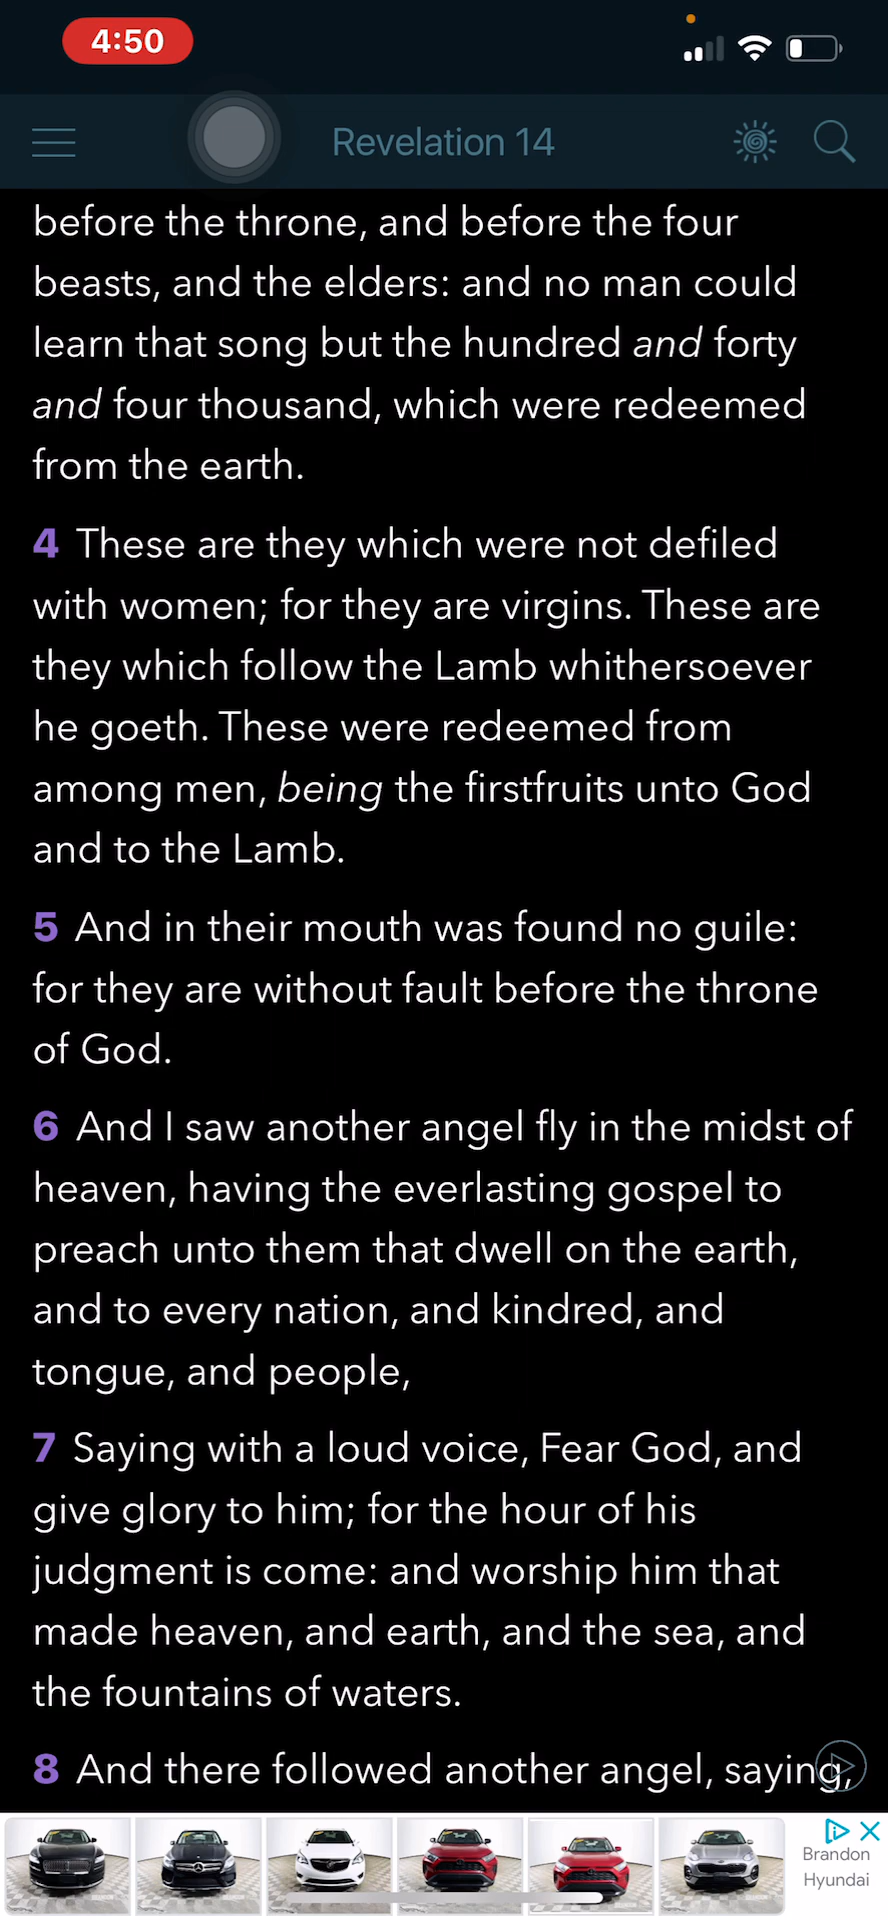 4:50
Revelation 14
before the throne, and before the four
beasts, and the elders: and no man could
learn that song but the hundred and forty
and four thousand, which were redeemed
from the earth.
4 These are they which were not defiled
with women; for they are virgins. These are
they which follow the Lamb whithersoever
he goeth. These were redeemed from
among men, being the firstfruits unto God
and to the Lamb.
5 And in their mouth was found no guile:
for they are without fault before the throne
of God.
6 And I saw another angel fly in the midst of
heaven, having the everlasting gospel to
preach unto them that dwell on the earth,
and to every nation, and kindred, and
tongue, and people,
7 Saying with a loud voice, Fear God, and
give glory to him; for the hour of his
judgment is come: and worship him that
made heaven, and earth, and the sea, and
the fountains of waters.
8 And there followed another angel, saying,
Brandon
Hyundai